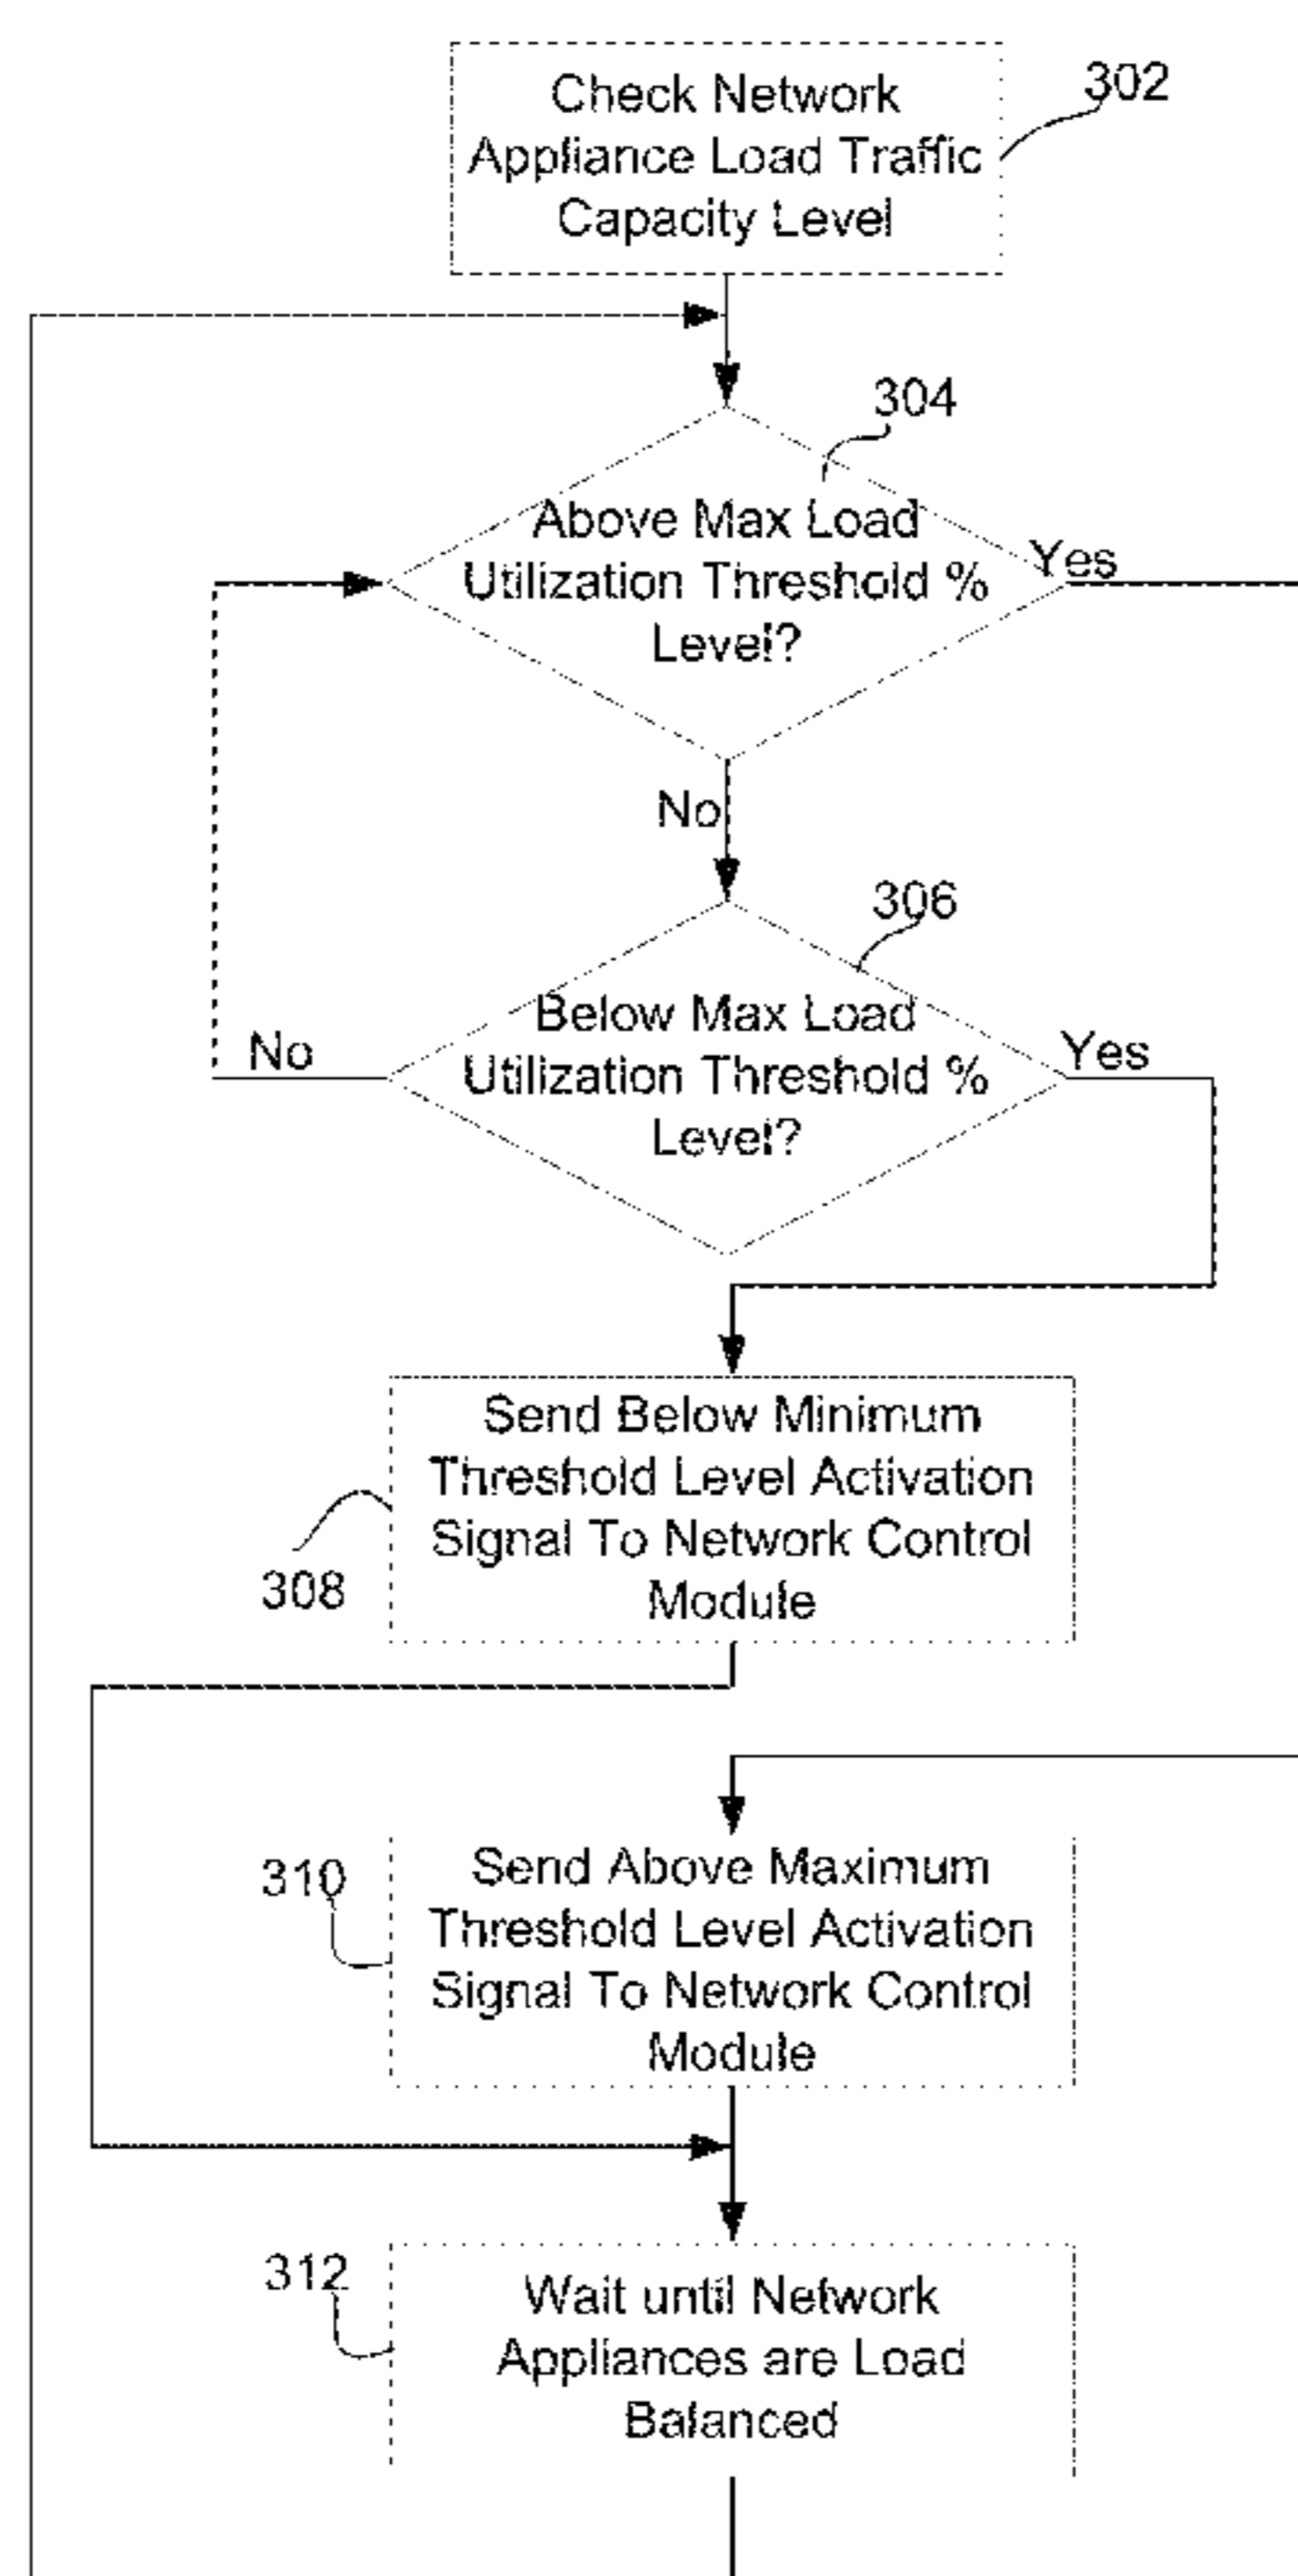 Check Network
Appliance Load Traffic
Capacity Level
302
304
Above Max Load
Utilization Threshold %
Level?
Yes
No
306
Below Max Load
Utilization Threshold %
Level?
No
Yes
Send Below Minimum
Threshold Level Activation
Signal To Network Control
Module
308
Send Above Maximum
Threshold Level Activation
Signal To Network Control
Module
310
312
Wait until Network
Appliances are Load
Balanced